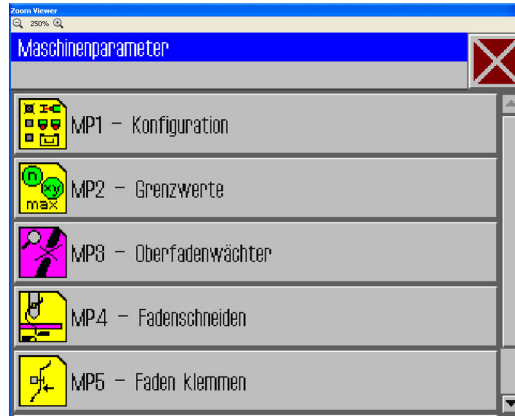 Zoom Viewer
250%
Maschinenparameter
MP1 - Konfiguration
n
xy
max
MP2 - Grenzwerte
MP3 - Oberfadenwächter
MP4 - Fadenschneiden
MP5 - Faden klemmen